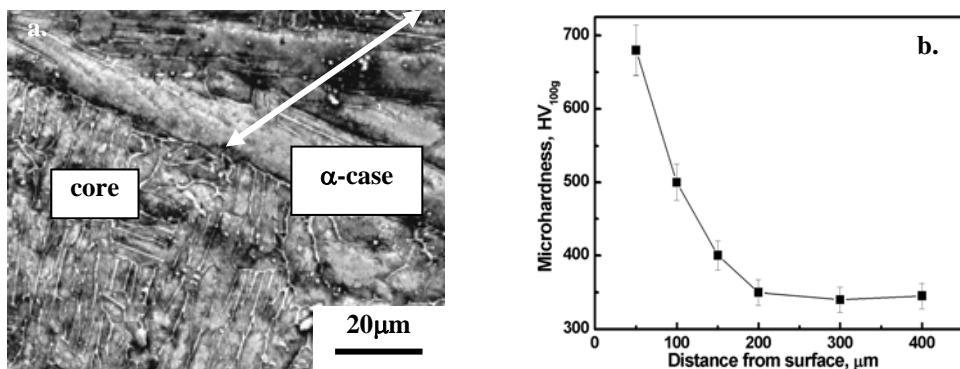 a.
core
α-case
20μm
b.
Microhardness, HV100g
700
600
500
400
300
0 100 200 300 400
Distance from surface, μm